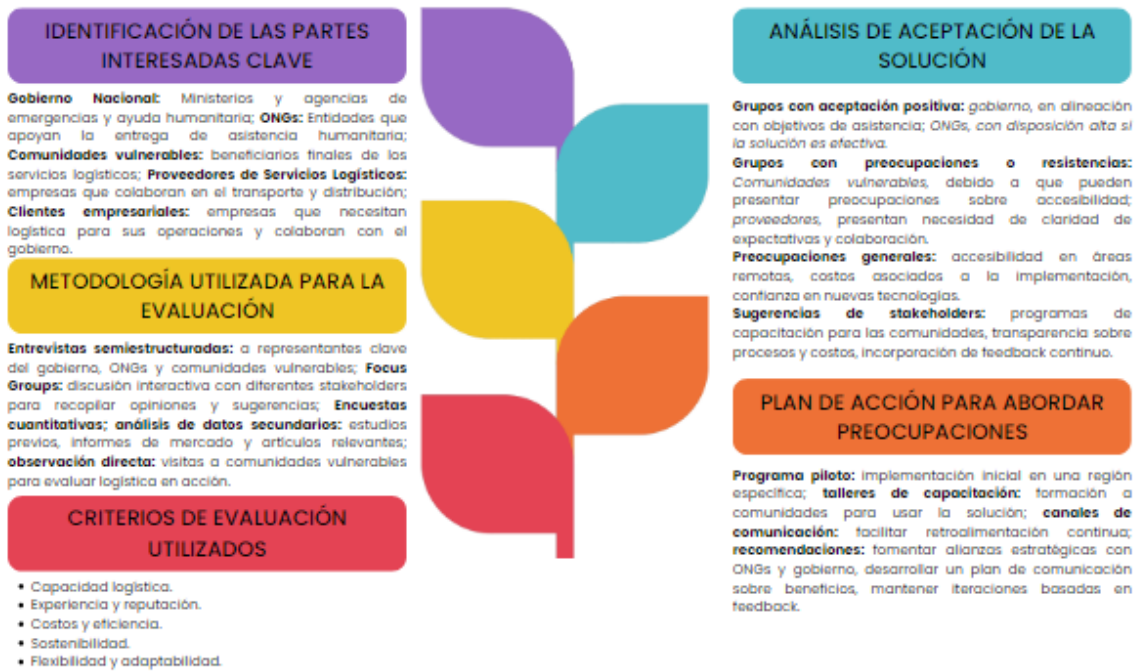 IDENTIFICACIÓN DE LAS PARTES
INTERESADAS CLAVE
Gobierno Nacional: Ministerios y agencias de
emergencias y ayuda humanitaria; ONGs: Entidades que
apoyan la entrega de asistencia humanitaria;
Comunidades vulnerables: beneficiarios finales de los
servicios logísticos; Proveedores de Servicios Logísticos:
empresas que colaboran en el transporte y distribución;
Clientes empresariales: empresas que necesitan
logística para sus operaciones y colaboran con el
gobierno.
METODOLOGÍA UTILIZADA PARA LA
EVALUACIÓN
Entrevistas semiestructuradas: a representantes clave
del gobierno, ONGs y comunidades vulnerables; Focus
Groups: discusión interactiva con diferentes stakeholders
para recopilar opiniones y sugerencias; Encuestas
cuantitativas; análisis de datos secundarios: estudios
previos, informes de mercado y artículos relevantes;
observación directa: visitas a comunidades vulnerables
para evaluar logística en acción.
CRITERIOS DE EVALUACIÓN
UTILIZADOS
• Capacidad logística.
• Experiencia y reputación.
• Costos y eficiencia.
• Sostenibilidad.
• Flexibilidad y adaptabilidad.
ANÁLISIS DE ACEPTACIÓN DE LA
SOLUCIÓN
Grupos con aceptación positiva: gobierno, en alineación
con objetivos de asistencia; ONGs, con disposición alta si
la solución es efectiva.
Grupos con preocupaciones o resistencias:
Comunidades vulnerables, debido a que pueden
presentar preocupaciones sobre accesibilidad;
proveedores, presentan necesidad de claridad de
expectativas y colaboración.
Preocupaciones generales: accesibilidad en áreas
remotas, costos asociados a la implementación,
confianza en nuevas tecnologías.
Sugerencias de stakeholders: programas de
capacitación para las comunidades, transparencia sobre
procesos y costos, incorporación de feedback continuo.
PLAN DE ACCIÓN PARA ABORDAR
PREOCUPACIONES
Programa piloto: implementación inicial en una región
específica; talleres de capacitación: formación a
comunidades para usar la solución; canales de
comunicación: facilitar retroalimentación continua;
recomendaciones: fomentar alianzas estratégicas con
ONGs y gobierno, desarrollar un plan de comunicación
sobre beneficios, mantener iteraciones basadas en
feedback.